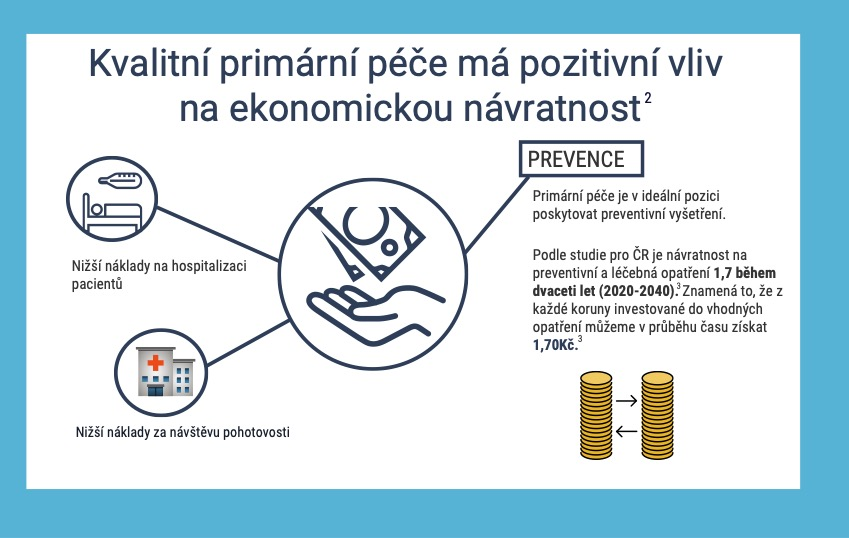 Kvalitní primární péče má pozitivní vliv
na ekonomickou návratnost²
Nižší náklady na hospitalizaci
pacientů
Nižší náklady za návštěvu pohotovosti
PREVENCE
Primární péče je v ideální pozici
poskytovat preventivní vyšetření.
Podle studie pro ČR je návratnost na
preventivní a léčebná opatření 1,7 během
dvaceti let (2020-2040).³ Znamená to, že z
každé koruny investované do vhodných
opatření můžeme v průběhu času získat
1,70Kč.³